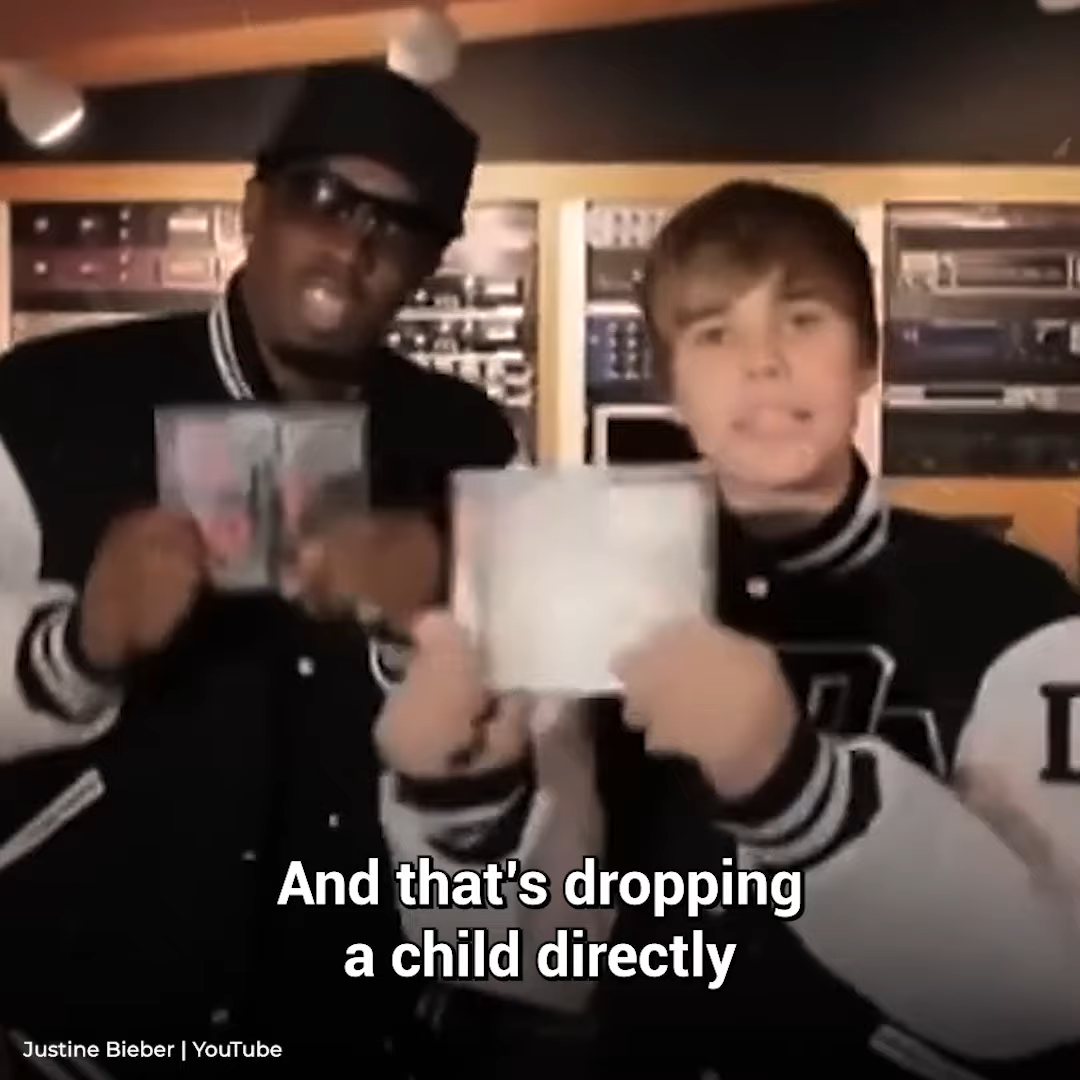 And that's dropping
a child directly
Justine Bieber | YouTube